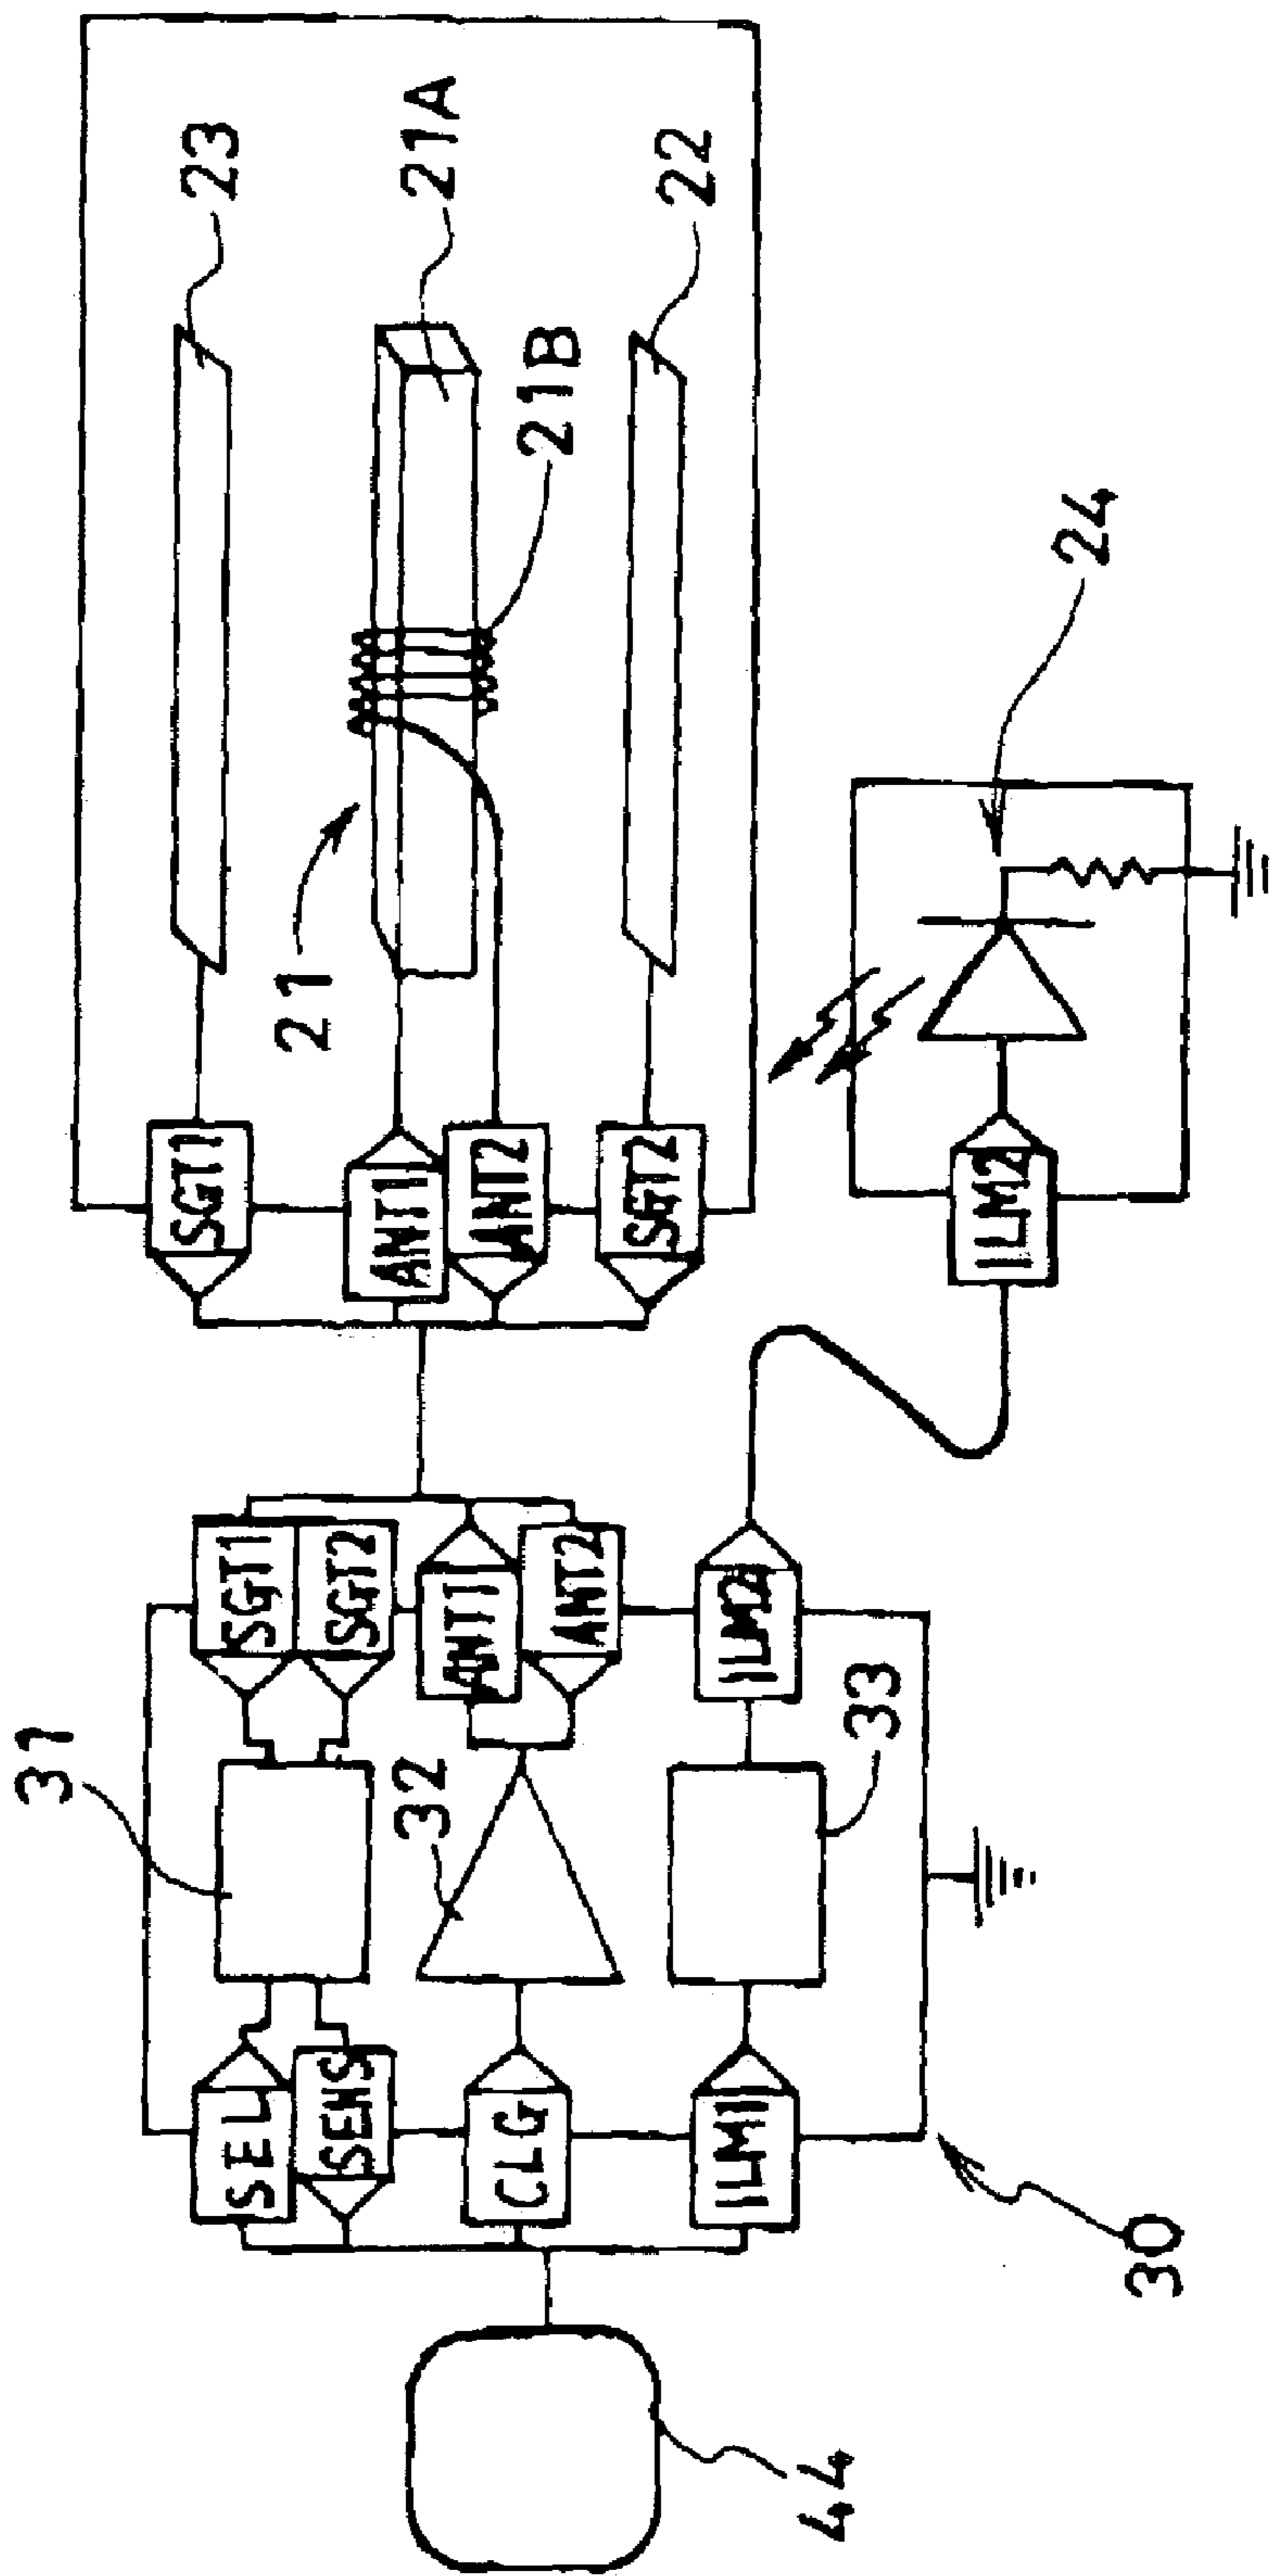 23
21A
21B
22
21
SGT1
ANT1
ANT2
SGT2
24
ILM2
31
SGT1
SGT2
ANT1
ANT2
ILM2
32
33
SEL
SENS
CLG
ILM1
30
44